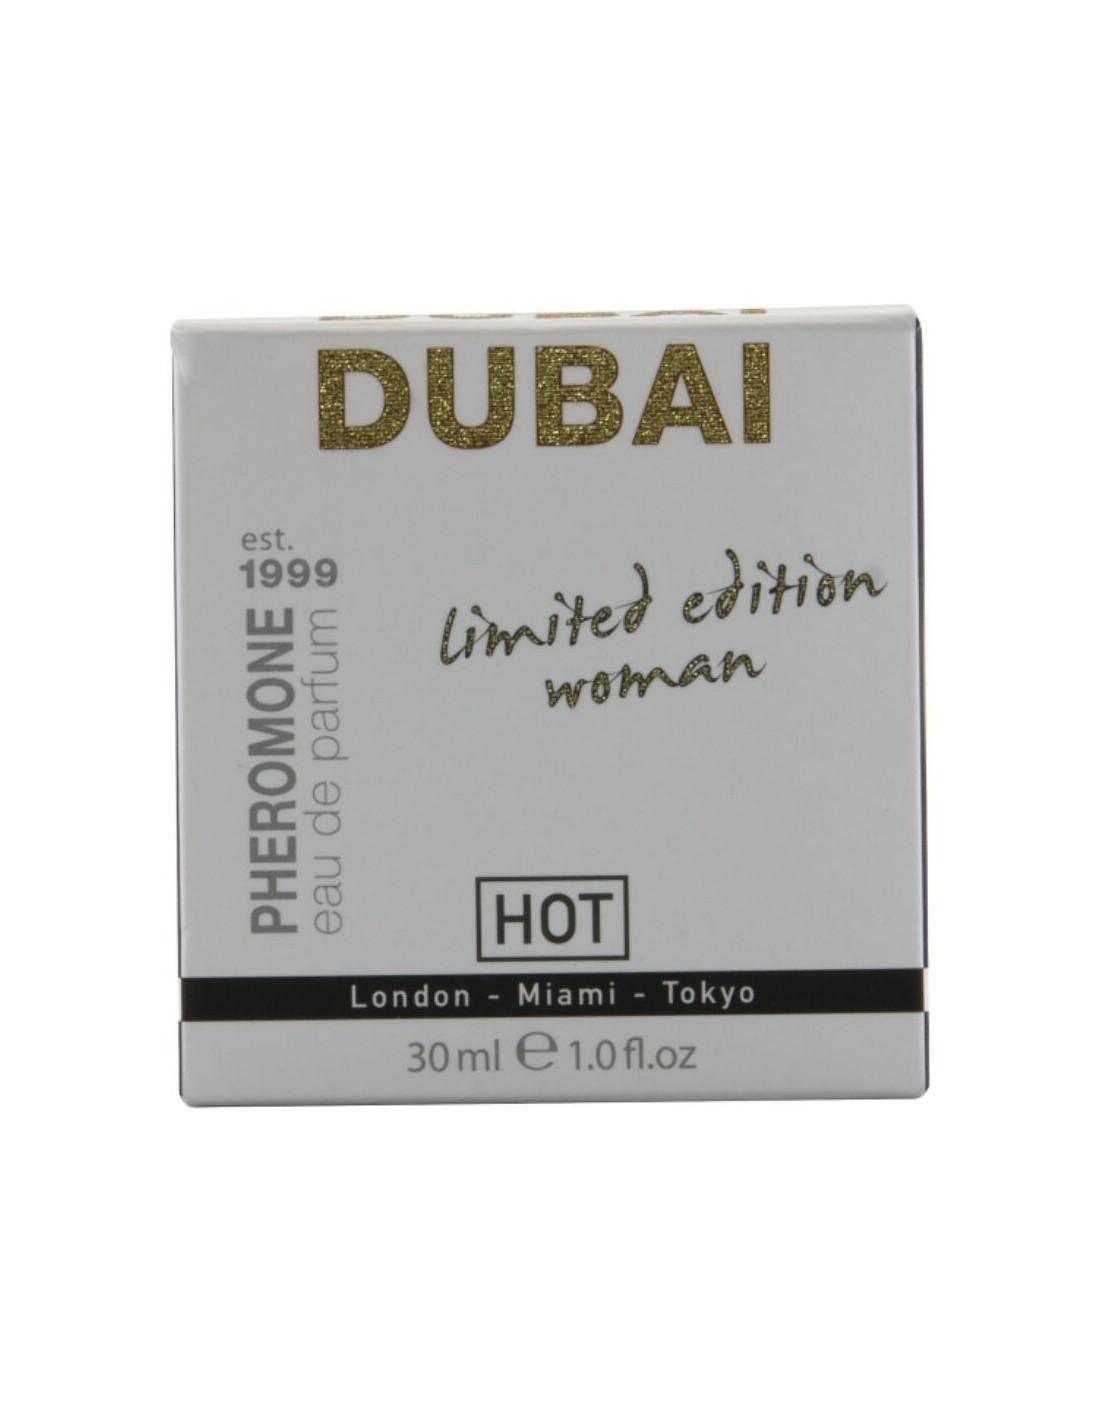 DUBAI
est.
1999
PHEROMONE
eau de parfum
limited edition
woman
HOT
London - Miami - Tokyo
30 ml ℮ 1.0 fl.oz